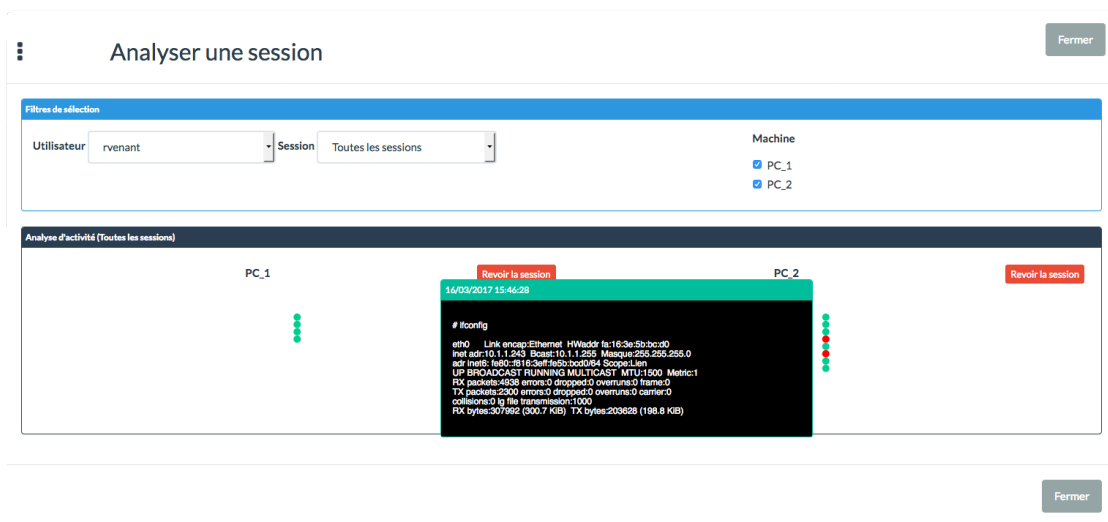 Fermer
Analyser une session
Filtres de sélection
Utilisateur rvenant Session Toutes les sessions
Machine
PC_1
PC_2
Analyse d'activité (Toutes les sessions)
PC_1 Revoir la session PC_2 Revoir la session
16/03/2017 15:46:28
# ifconfig
eth0 Link encap:Ethernet HWaddr fa:16:3e:5b:bc:d0
inet adr:10.1.1.243 Bcast:10.1.1.255 Masque:255.255.255.0
adr inet6: fe80::f816:3eff:fe5b:bcd0/64 Scope:Lien
UP BROADCAST RUNNING MULTICAST MTU:1500 Metric:1
RX packets:4938 errors:0 dropped:0 overruns:0 frame:0
TX packets:2300 errors:0 dropped:0 overruns:0 carrier:0
collisions:0 lg file transmission:1000
RX bytes:307992 (300.7 KiB) TX bytes:203628 (198.8 KiB)
Fermer